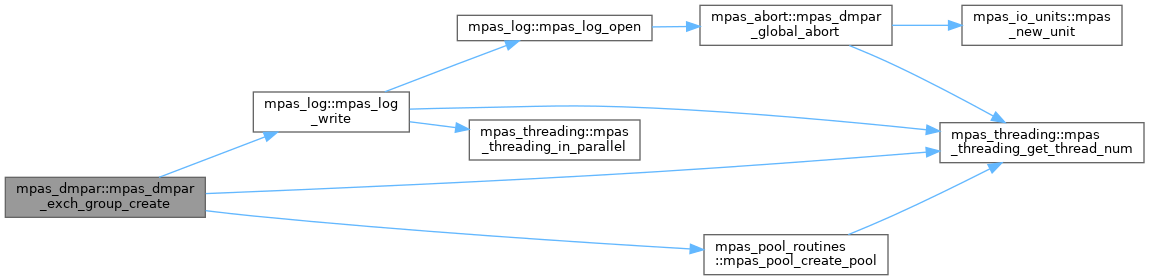 mpas_dmpar::mpas_dmpar
_exch_group_create
mpas_log::mpas_log
_write
mpas_log::mpas_log_open
mpas_threading::mpas
_threading_in_parallel
mpas_abort::mpas_dmpar
_global_abort
mpas_pool_routines
::mpas_pool_create_pool
mpas_io_units::mpas
_new_unit
mpas_threading::mpas
_threading_get_thread_num